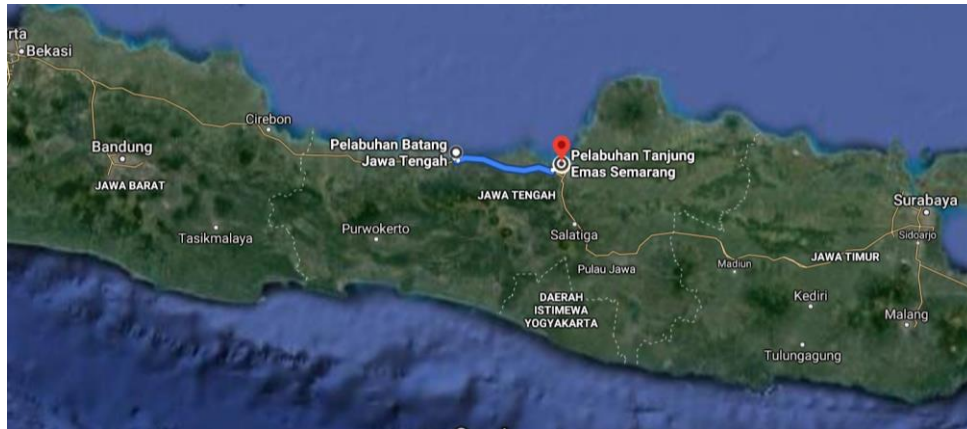 rta
Bekasi
Cirebon
Bandung
JAWA BARAT
Pelabuhan Batang
Jawa Tengah
Pelabuhan Tanjung
Emas Semarang
JAWA TENGAH
Surabaya
Sidoarjo
Tasikmalaya
Purwokerto
Salatiga
Pulau Jawa
Madiun
JAWA TIMUR
DAERAH
ISTIMEWA
YOGYAKARTA
Kediri
Malang
Tulungagung